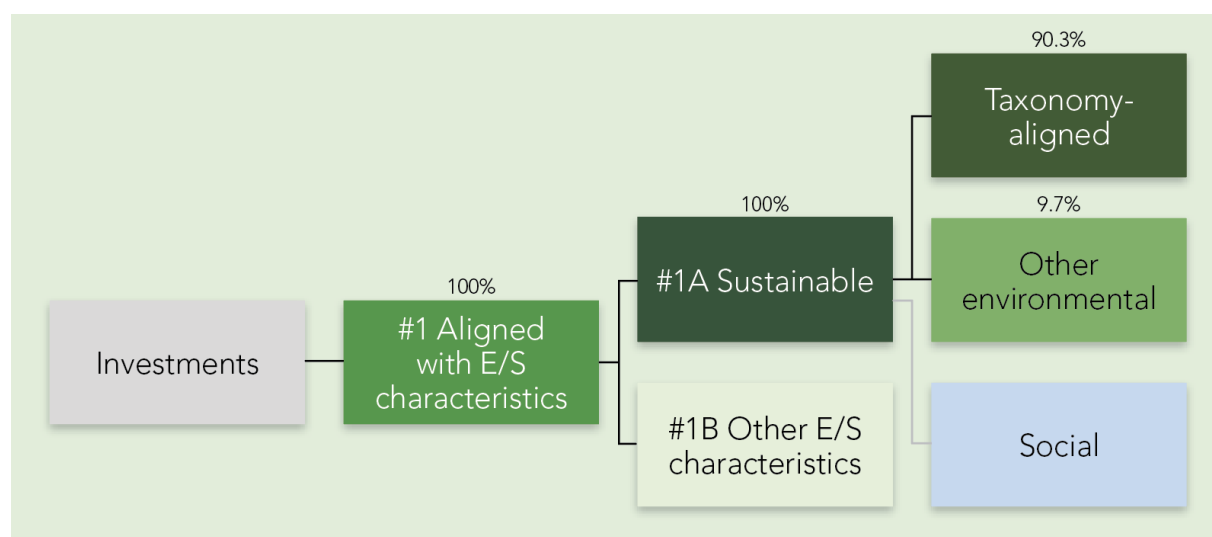 90.3%
Taxonomy-
aligned
100%
#1A Sustainable
9.7%
Other
environmental
100%
#1 Aligned
with E/S
characteristics
Investments
#1B Other E/S
characteristics
Social